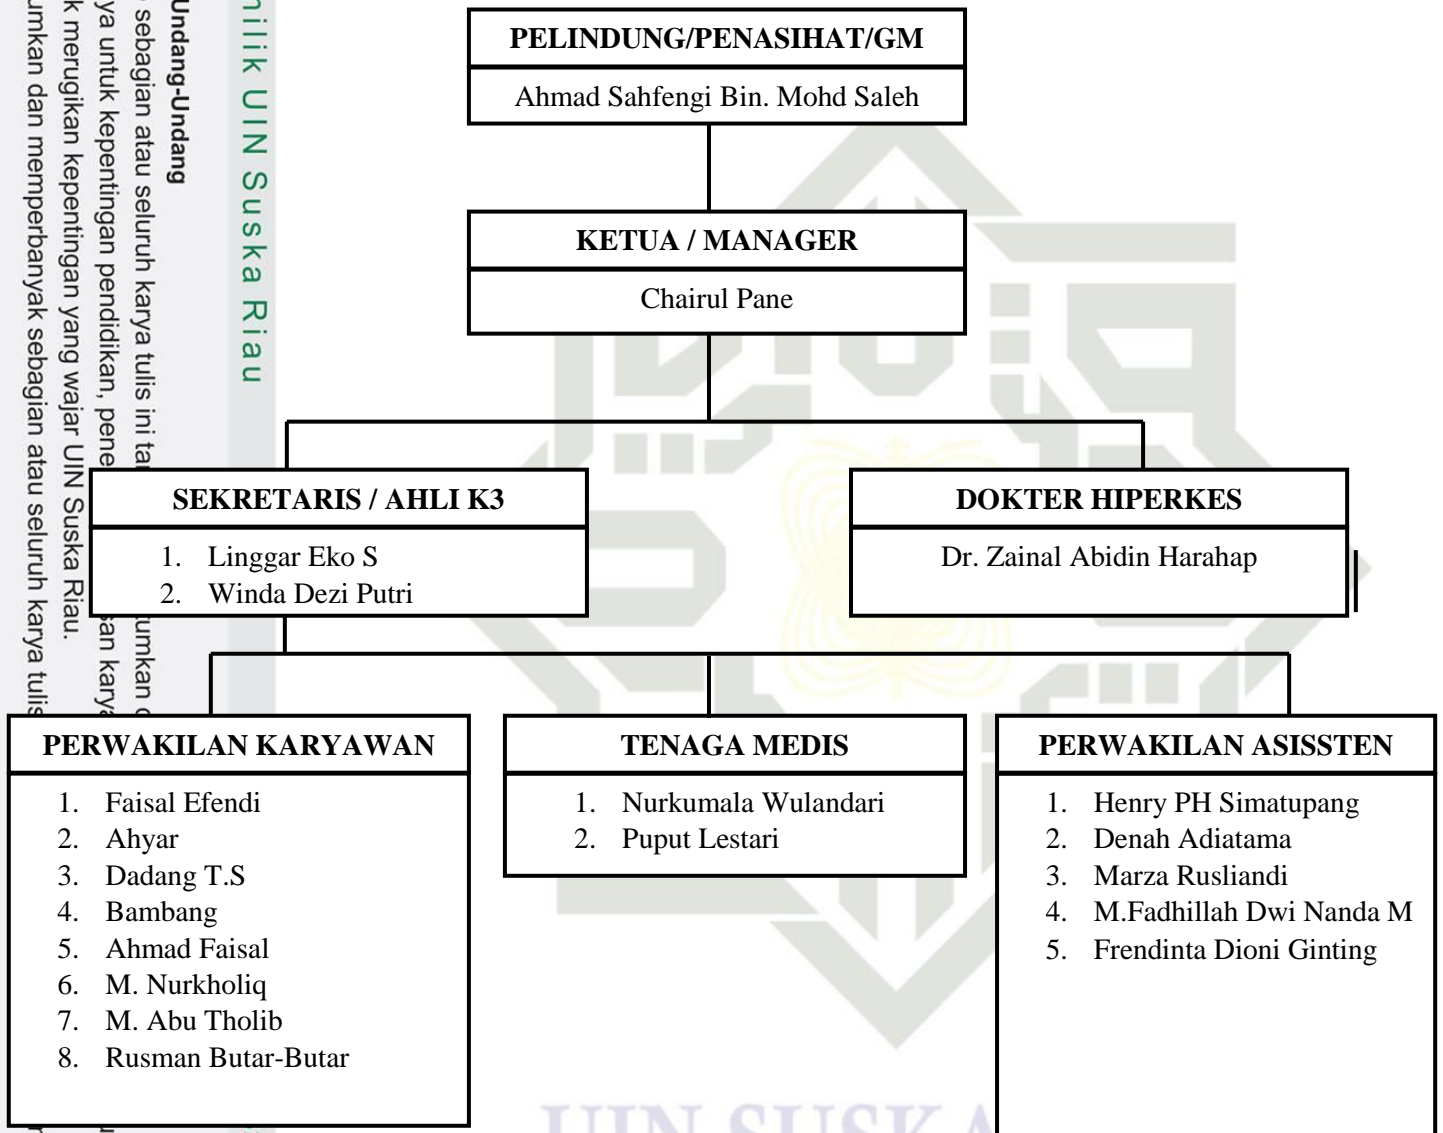 PELINDUNG/PENASIHAT/GM
Ahmad Sahfengi Bin. Mohd Saleh
KETUA / MANAGER
Chairul Pane
SEKRETARIS / AHLI K3
1. Linggar Eko S
2. Winda Dezi Putri
DOKTER HIPERKES
Dr. Zainal Abidin Harahap
PERWAKILAN KARYAWAN
1. Faisal Efendi
2. Ahyar
3. Dadang T.S
4. Bambang
5. Ahmad Faisal
6. M. Nurkholiq
7. M. Abu Tholib
8. Rusman Butar-Butar
TENAGA MEDIS
1. Nurkumala Wulandari
2. Puput Lestari
PERWAKILAN ASISSTEN
1. Henry PH Simatupang
2. Denah Adiatama
3. Marza Rusliandi
4. M.Fadhillah Dwi Nanda M
5. Frendinta Dioni Ginting
UIN SUSKA
UIN Suska Riau
Undang-Undang
sebagian atau seluruh karya tulis ini
untuk kepentingan pendidikan,
merugikan kepentingan yang wajar UIN Suska Riau.
dan memperbanyak sebagian atau seluruh karya tulis